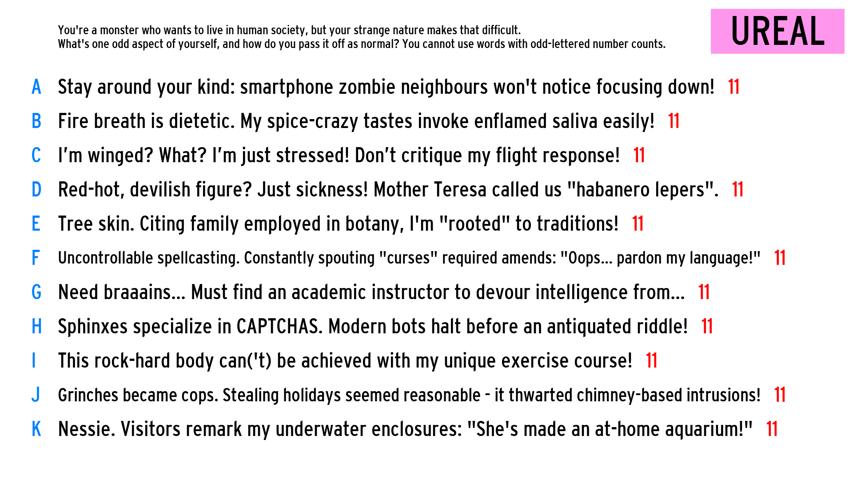 You're a monster who wants to live in human society, but your strange nature makes that difficult.
What's one odd aspect of yourself, and how do you pass it off as normal? You cannot use words with odd-lettered number counts.
UREAL
A Stay around your kind: smartphone zombie neighbours won't notice focusing down! 11
B Fire breath is dietetic. My spice-crazy tastes invoke enflamed saliva easily! 11
C I'm winged? What? I'm just stressed! Don't critique my flight response! 11
D Red-hot, devilish figure? Just sickness! Mother Teresa called us "habanero lepers". 11
E Tree skin. Citing family employed in botany, I'm "rooted" to traditions! 11
F Uncontrollable spellcasting. Constantly spouting "curses" required amends: "Oops... pardon my language!" 11
G Need braaains... Must find an academic instructor to devour intelligence from... 11
H Sphinxes specialize in CAPTCHAS. Modern bots halt before an antiquated riddle! 11
I This rock-hard body can('t) be achieved with my unique exercise course! 11
J Grinches became cops. Stealing holidays seemed reasonable - it thwarted chimney-based intrusions! 11
K Nessie. Visitors remark my underwater enclosures: "She's made an at-home aquarium!" 11